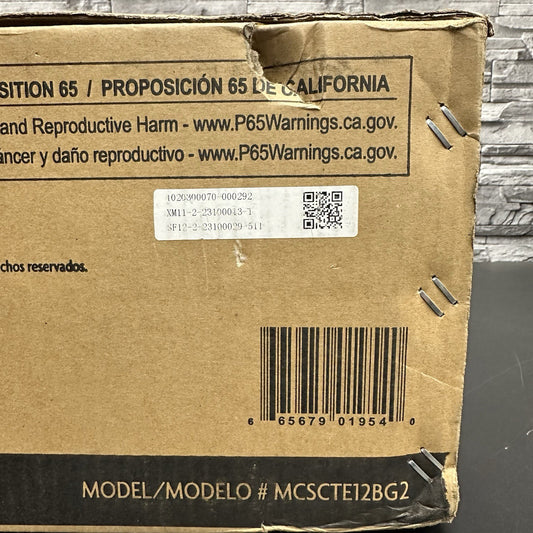 SITION 65 / PROPOSICIÓN 65 DE CALIFORNIA
and Reproductive Harm - www.P65Warnings.ca.gov.
áncer y daño reproductivo - www.P65Warnings.ca.gov.
1020300070-000292
XM11-2-23100013-1
SF12-2-23100029-511
chos reservados.
6 65679 01954 0
MODEL/MODELO # MCSCTE12BG2